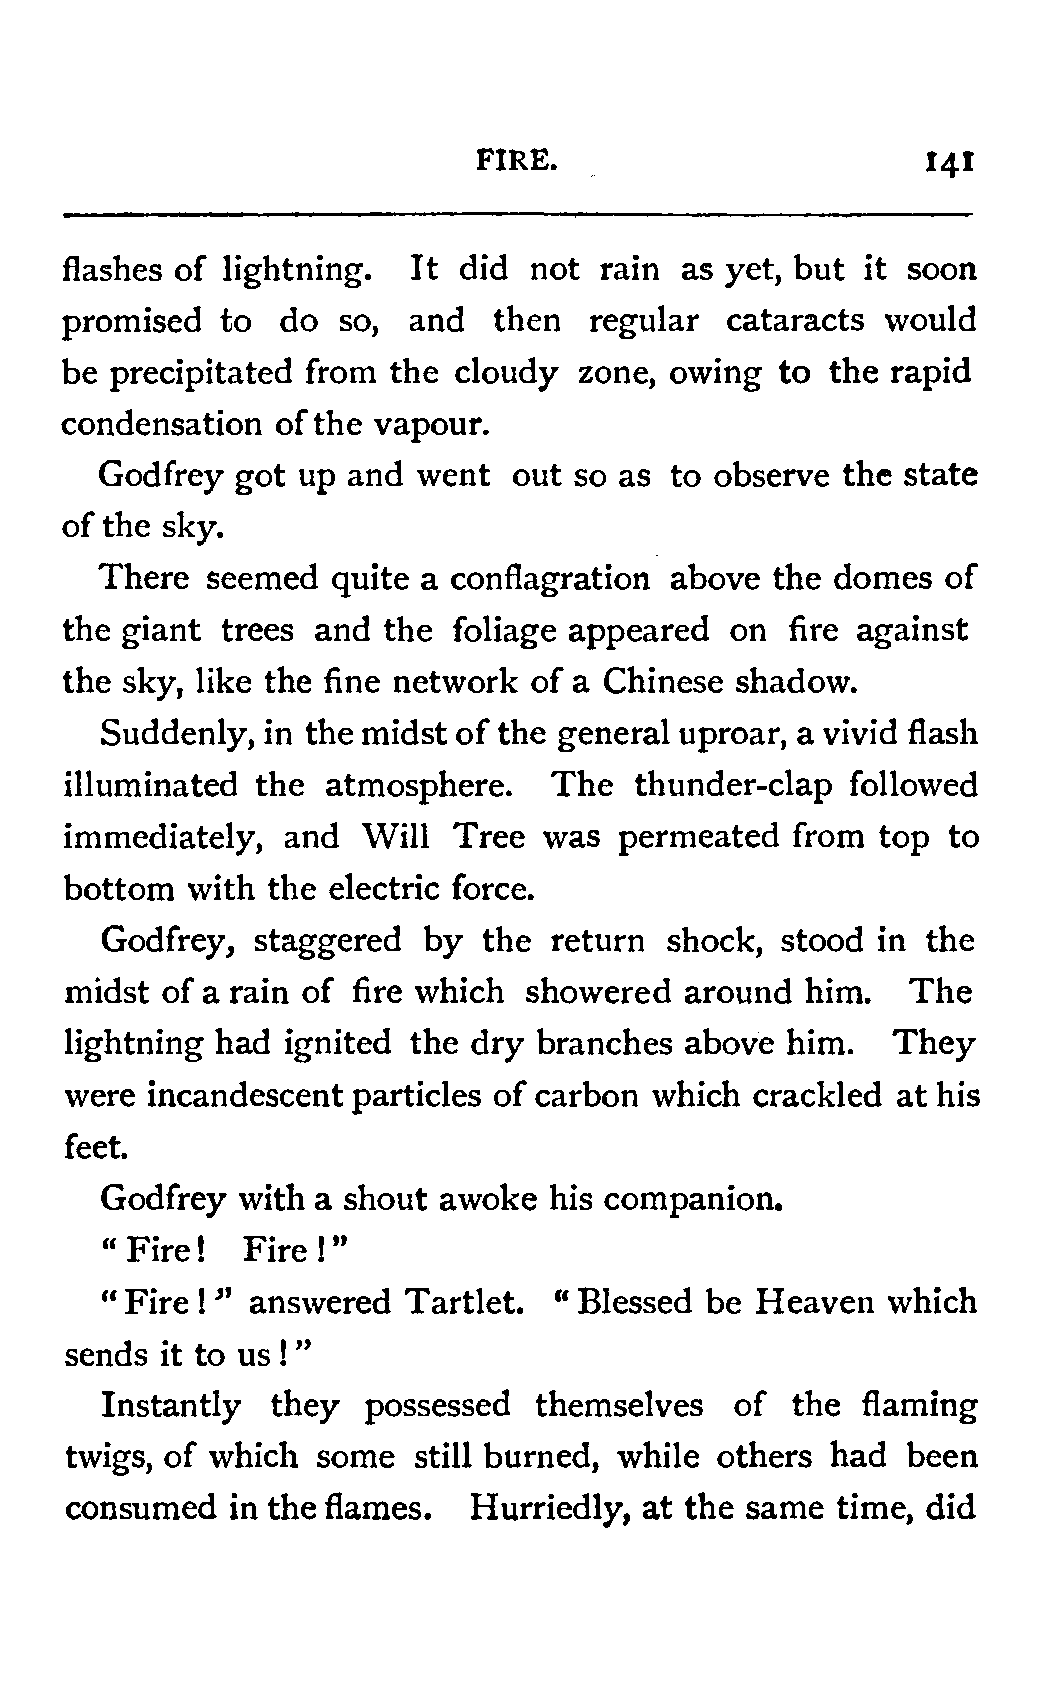 FIRE. 141
flashes of lightning. It did not rain as yet, but it soon
promised to do so, and then regular cataracts would
be precipitated from the cloudy zone, owing to the rapid
condensation of the vapour.
Godfrey got up and went out so as to observe the state
of the sky.
There seemed quite a conflagration above the domes of
the giant trees and the foliage appeared on fire against
the sky, like the fine network of a Chinese shadow.
Suddenly, in the midst of the general uproar, a vivid flash
illuminated the atmosphere. The thunder-clap followed
immediately, and Will Tree was permeated from top to
bottom with the electric force.
Godfrey, staggered by the return shock, stood in the
midst of a rain of fire which showered around him. The
lightning had ignited the dry branches above him. They
were incandescent particles of carbon which crackled at his
feet.
Godfrey with a shout awoke his companion.
“ Fire! Fire !”
“ Fire !” answered Tartlet. “ Blessed be Heaven which
sends it to us !”
Instantly they possessed themselves of the flaming
twigs, of which some still burned, while others had been
consumed in the flames. Hurriedly, at the same time, did